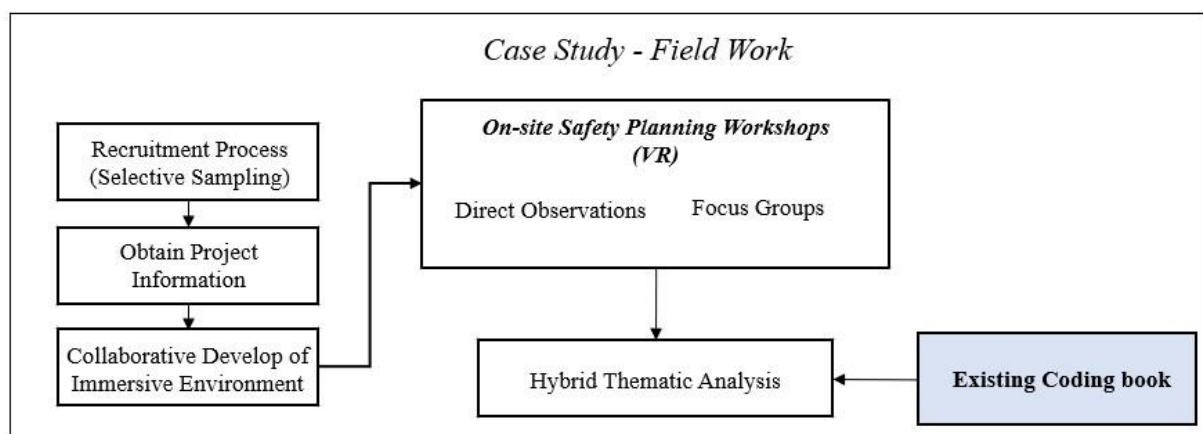 Case Study - Field Work
Recruitment Process
(Selective Sampling)
Obtain Project
Information
Collaborative Develop of
Immersive Environment
On-site Safety Planning Workshops
(VR)
Direct Observations
Focus Groups
Hybrid Thematic Analysis
Existing Coding book